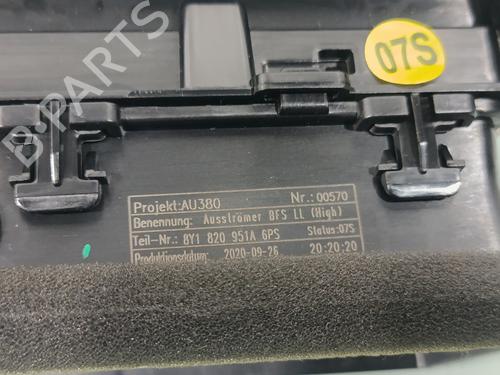 07S
B-PARTS
Projekt:AU380 Nr.:00570
Benennung: Ausströmer BFS LL (High)
Teil-Nr.: 8Y1 820 951A 6PS Status:07S
Produktionsdatum: 2020-09-26 20:20:20